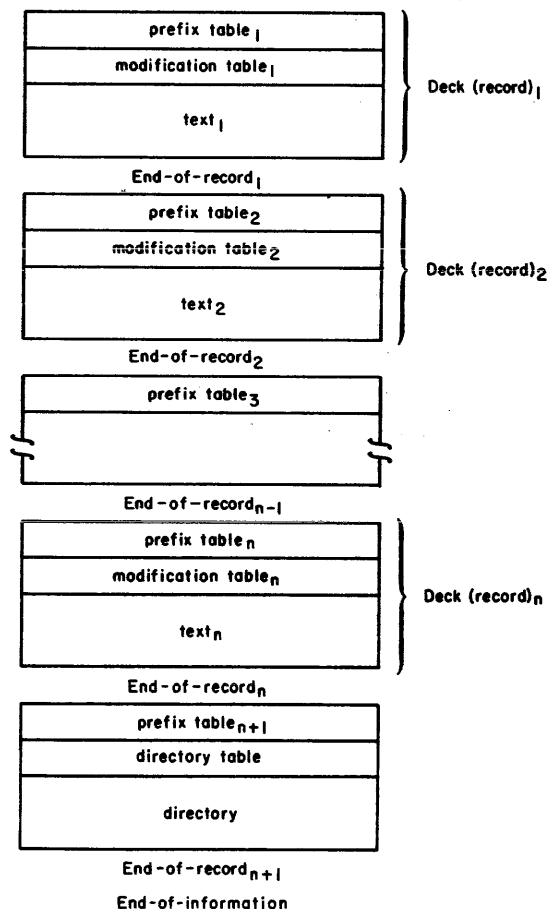 prefix table₁
modification table₁
Deck (record)₁
text₁
End-of-record₁
prefix table₂
modification table₂
Deck (record)₂
text₂
End-of-record₂
prefix table₃
End-of-recordₙ₋₁
prefix tableₙ
modification tableₙ
Deck (record)ₙ
textₙ
End-of-recordₙ
prefix tableₙ₊₁
directory table
directory
End-of-recordₙ₊₁
End-of-information